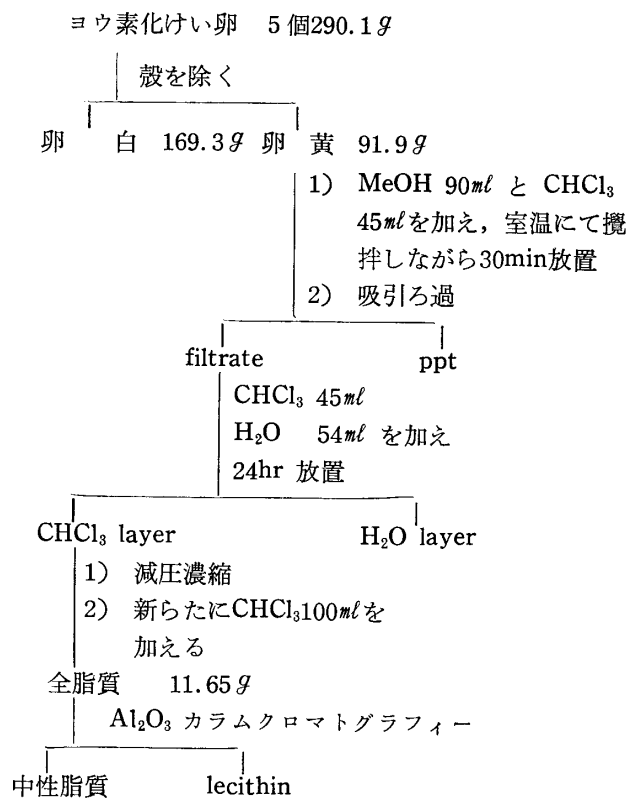 ヨウ素化けい卵 5個290.1g
殻を除く
卵 白 169.3g 卵 黄 91.9g
1) MeOH 90ml と CHCl₃
45mlを加え，室温にて攪
拌しながら30min放置
2) 吸引ろ過
filtrate ppt
CHCl₃ 45ml
H₂O 54ml を加え
24hr 放置
CHCl₃ layer H₂O layer
1) 減圧濃縮
2) 新らたにCHCl₃100mlを
加える
全脂質 11.65g
Al₂O₃ カラムクロマトグラフィー
中性脂質 lecithin